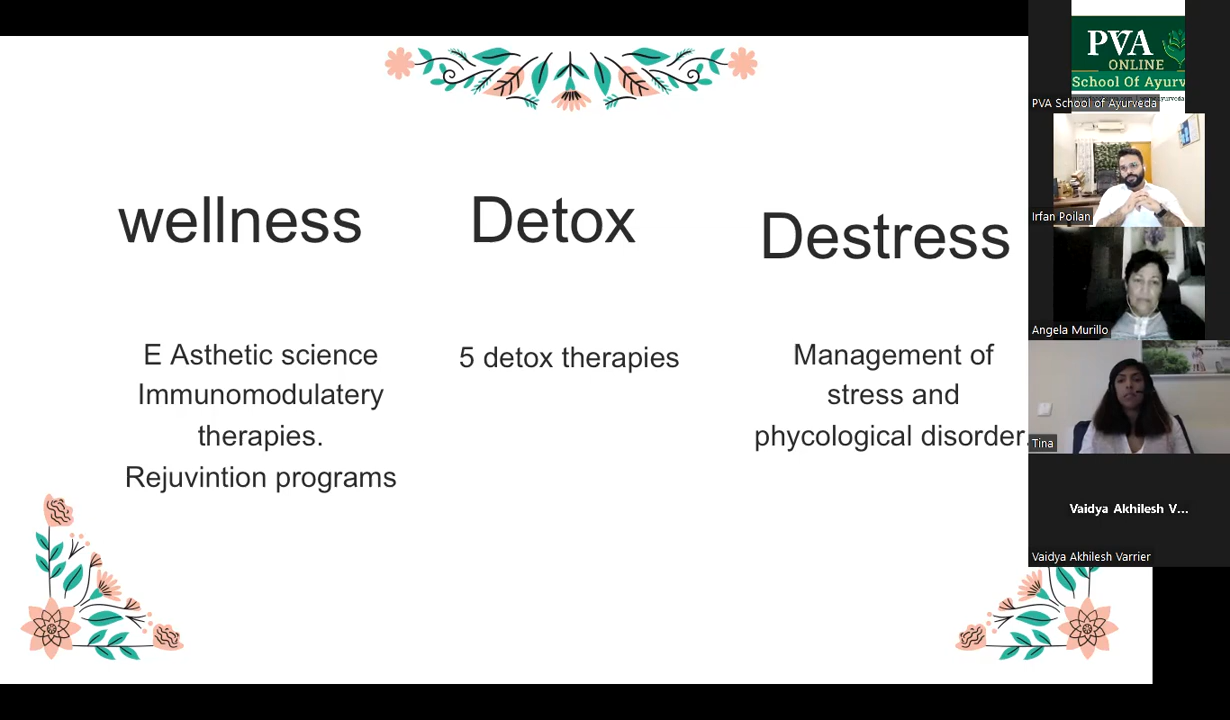 wellness
Detox
Destress
E Asthetic science
Immunomodulatery
therapies.
Rejuvintion programs
5 detox therapies
Management of
stress and
phycological disorder.
PVA
ONLINE
School Of Ayurv
PVA School of Ayurveda
Irfan Poilan
Angela Murillo
Tina
Vaidya Akhilesh V...
Vaidya Akhilesh Varrier